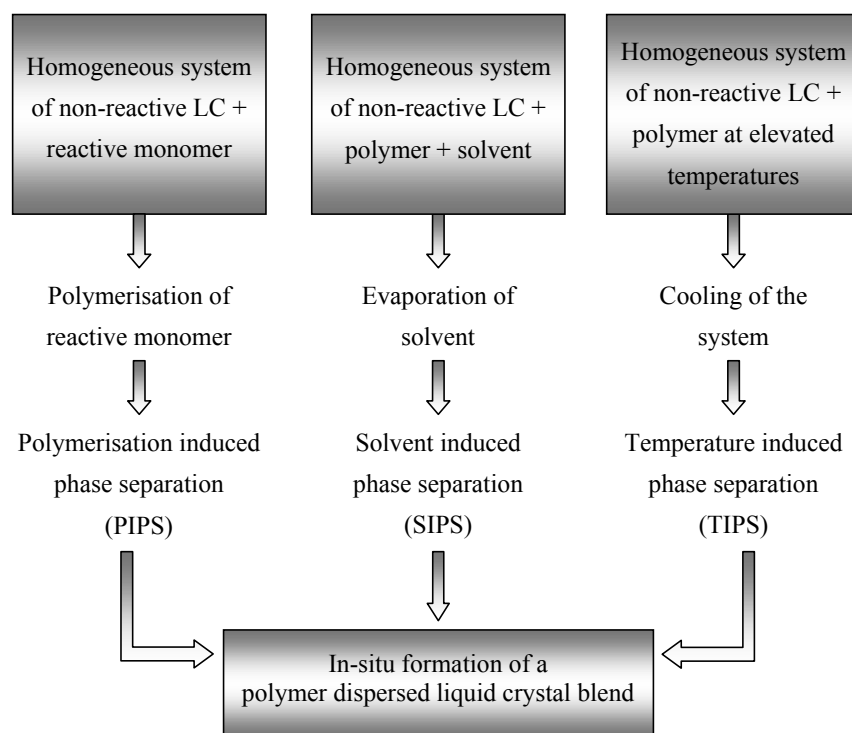 Homogeneous system
of non-reactive LC +
reactive monomer
Polymerisation of
reactive monomer
Polymerisation induced
phase separation
(PIPS)
Homogeneous system
of non-reactive LC +
polymer + solvent
Evaporation of
solvent
Solvent induced
phase separation
(SIPS)
Homogeneous system
of non-reactive LC +
polymer at elevated
temperatures
Cooling of the
system
Temperature induced
phase separation
(TIPS)
In-situ formation of a
polymer dispersed liquid crystal blend